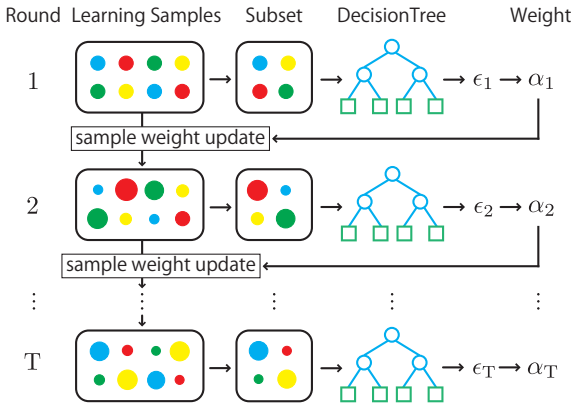 Round Learning Samples Subset DecisionTree Weight
1 ϵ1 α1
sample weight update
2 ϵ2 α2
sample weight update
⋮ ⋮ ⋮ ⋮ ⋮
T ϵT αT